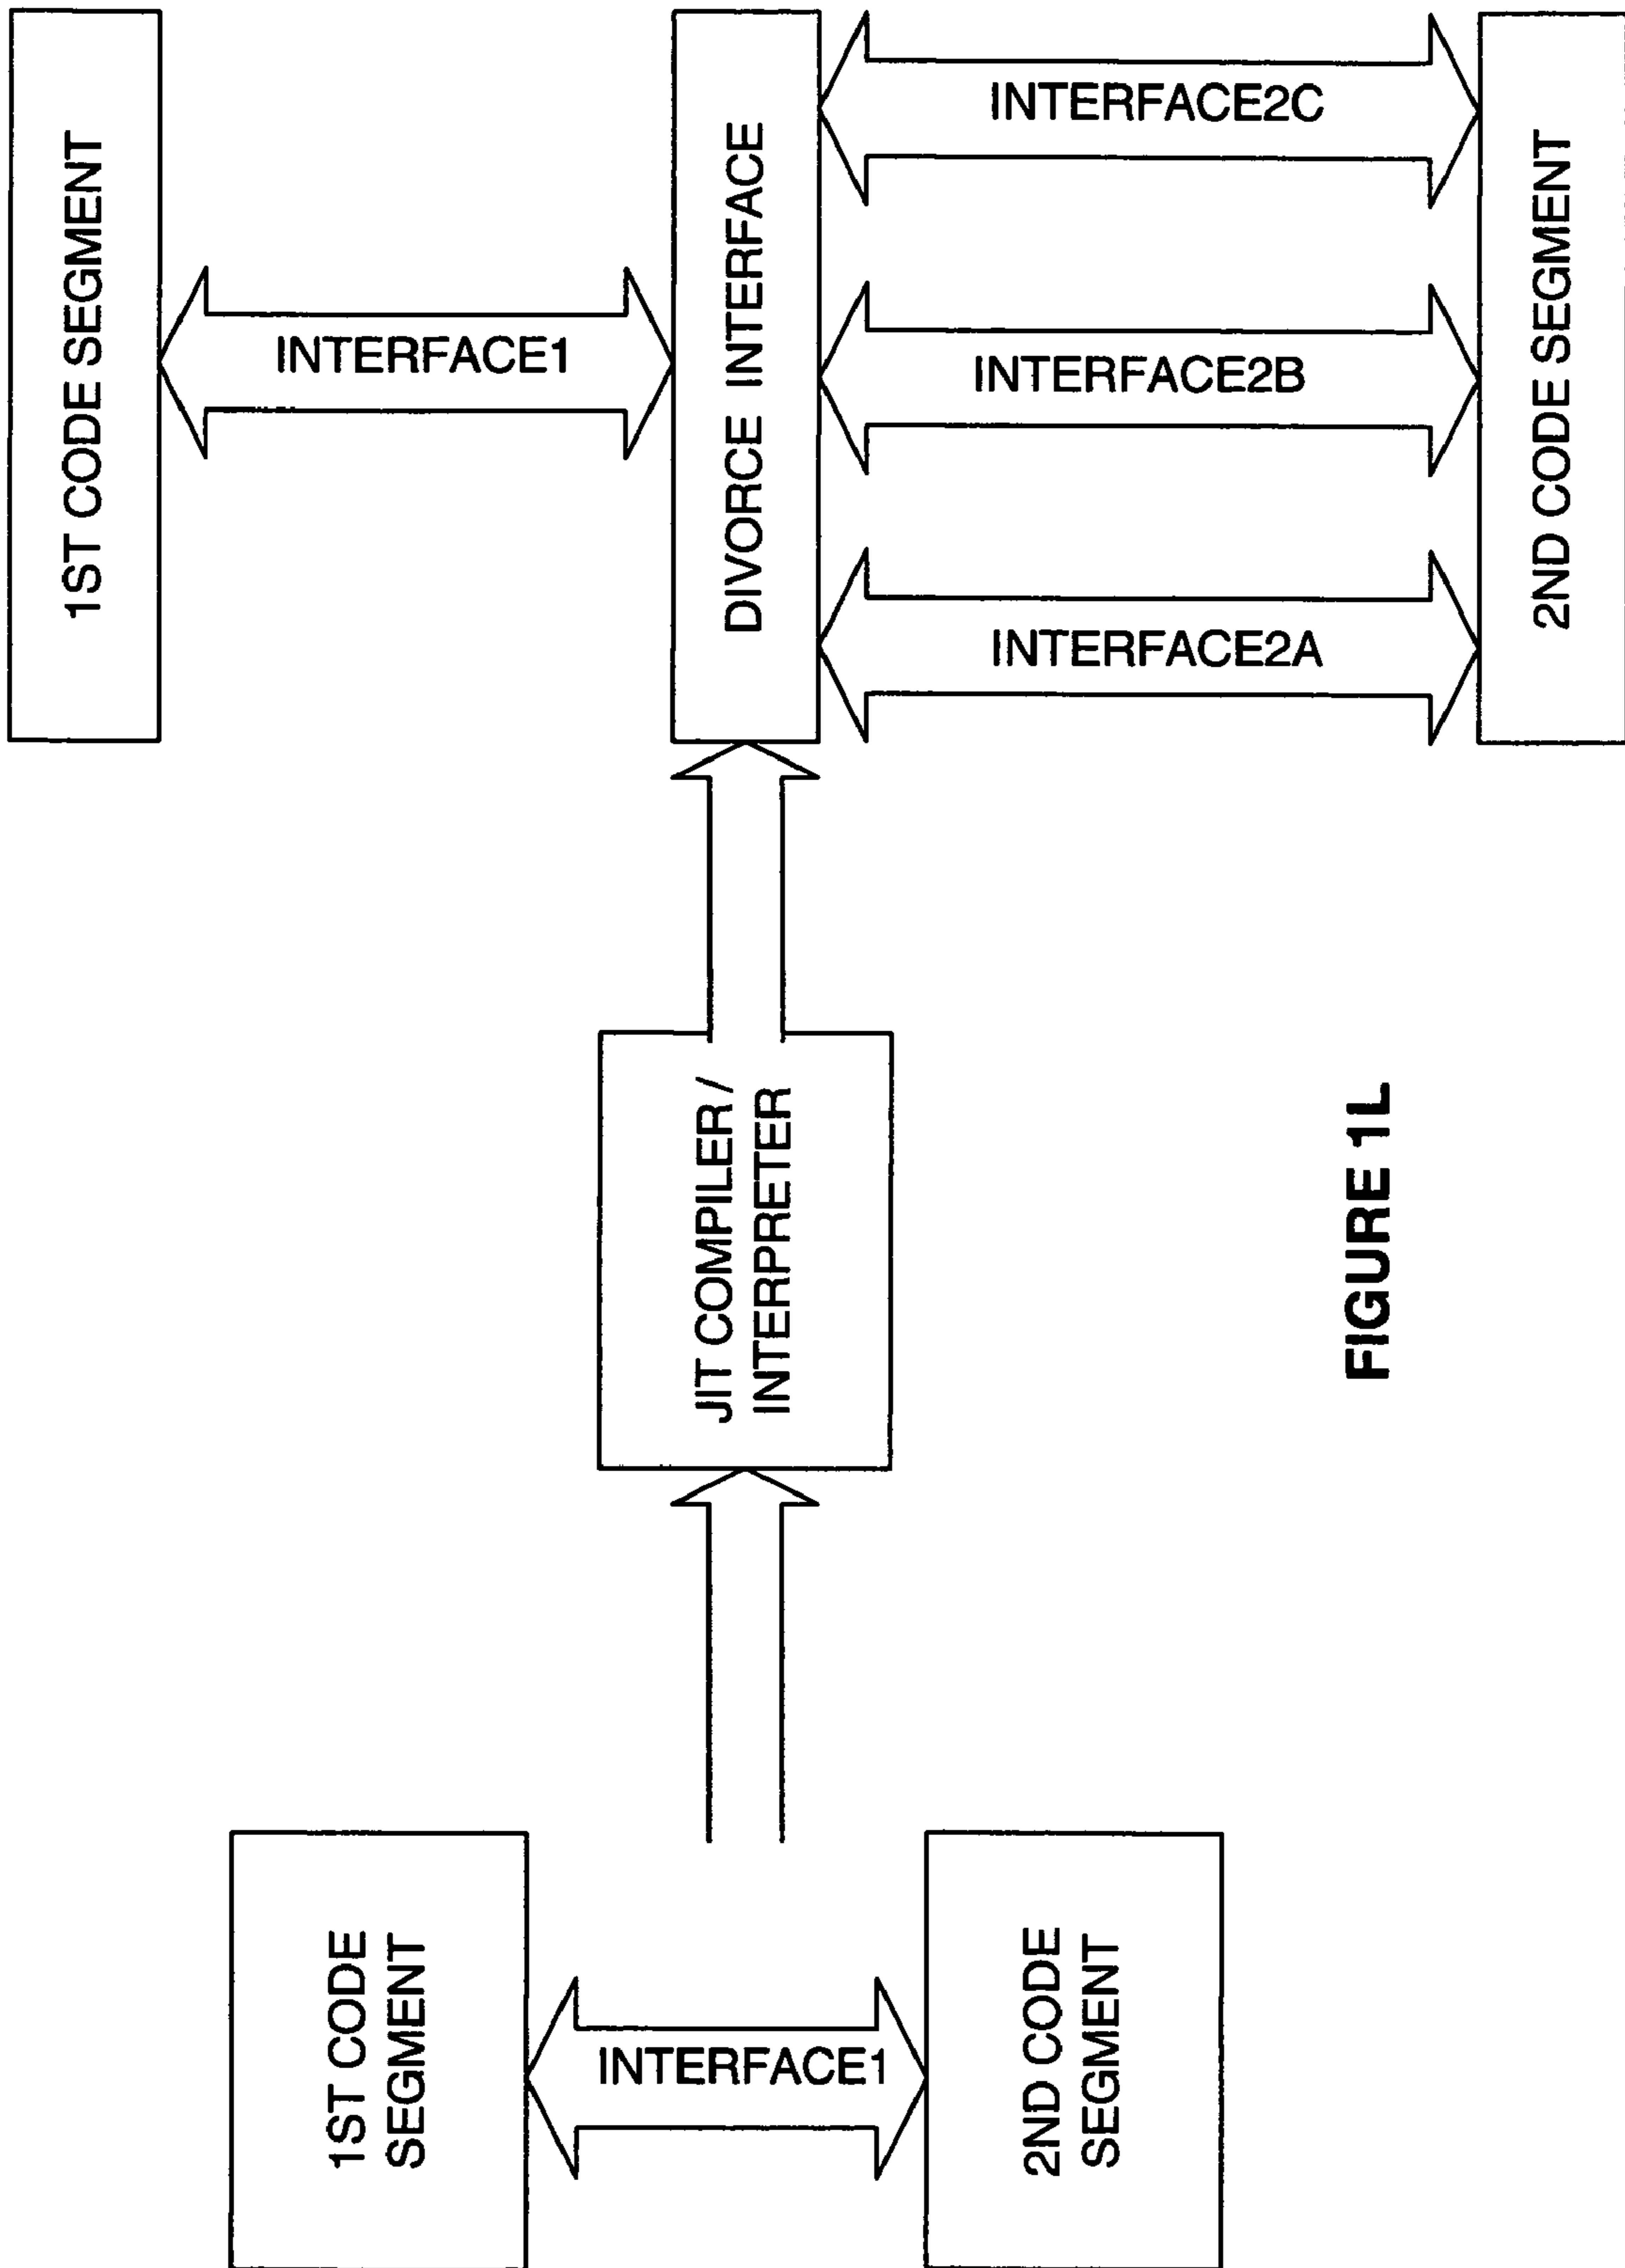 1ST CODE
SEGMENT
INTERFACE1
2ND CODE
SEGMENT
JIT COMPILER /
INTERPRETER
1ST CODE SEGMENT
INTERFACE1
DIVORCE INTERFACE
INTERFACE2A
INTERFACE2B
INTERFACE2C
2ND CODE SEGMENT
FIGURE 1L